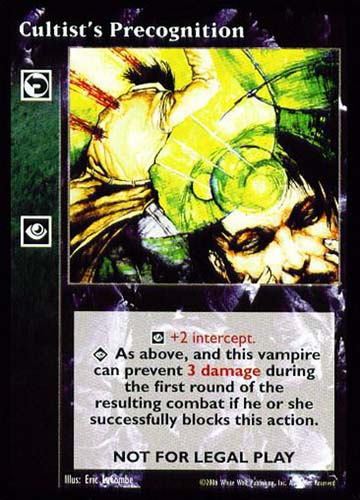 Cultist's Precognition
+2 intercept.
As above, and this vampire
can prevent 3 damage during
the first round of the
resulting combat if he or she
successfully blocks this action.
NOT FOR LEGAL PLAY
Illus: Eric LaCombe
©2006 White Wolf Publishing, Inc. All Rights Reserved